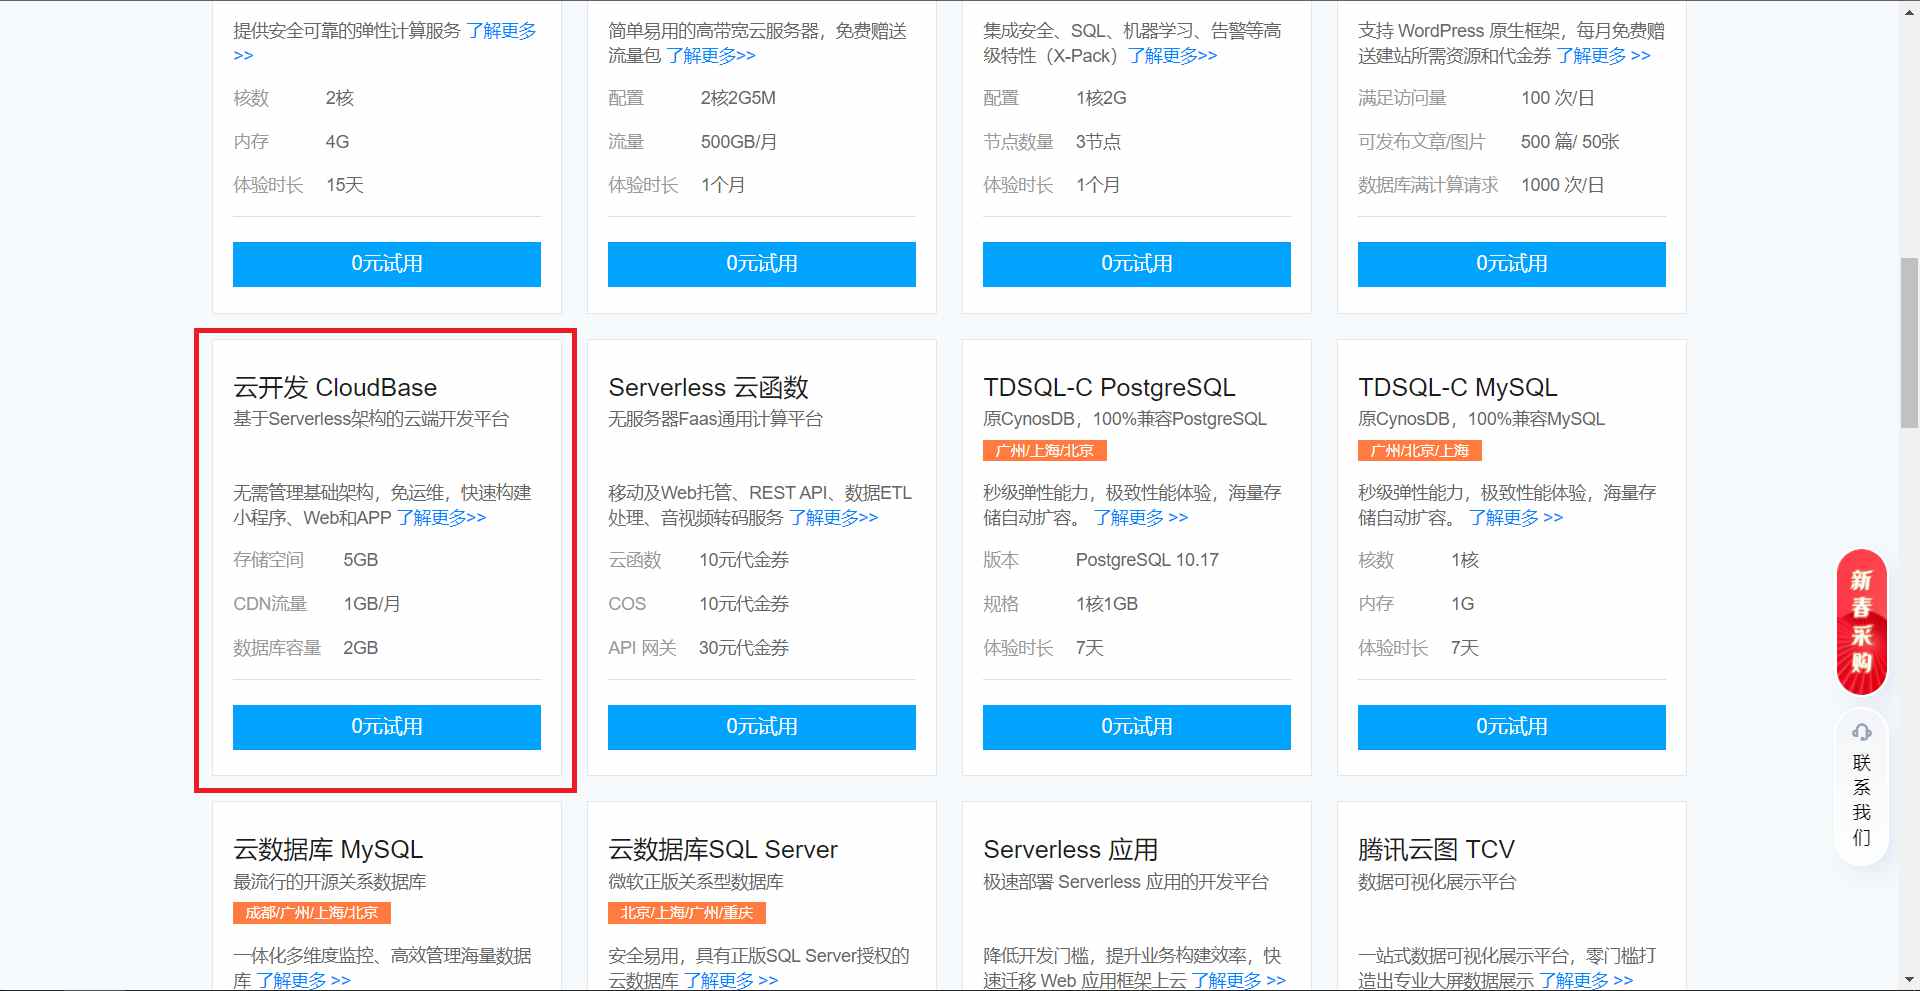 提供安全可靠的弹性计算服务 了解更多
>>
核数 2核
内存 4G
体验时长 15天
0元试用
简单易用的高带宽云服务器，免费赠送
流量包 了解更多>>
配置 2核2G5M
流量 500GB/月
体验时长 1个月
0元试用
集成安全、SQL、机器学习、告警等高
级特性（X-Pack）了解更多>>
配置 1核2G
节点数量 3节点
体验时长 1个月
0元试用
支持 WordPress 原生框架，每月免费赠
送建站所需资源和代金券 了解更多 >>
满足访问量 100 次/日
可发布文章/图片 500 篇/ 50张
数据库满计算请求 1000 次/日
0元试用
云开发 CloudBase
基于Serverless架构的云端开发平台
无需管理基础架构，免运维，快速构建
小程序、Web和APP 了解更多>>
存储空间 5GB
CDN流量 1GB/月
数据库容量 2GB
0元试用
Serverless 云函数
无服务器Faas通用计算平台
移动及Web托管、REST API、数据ETL
处理、音视频转码服务 了解更多>>
云函数 10元代金券
COS 10元代金券
API 网关 30元代金券
0元试用
TDSQL-C PostgreSQL
原CynosDB，100%兼容PostgreSQL
广州/上海/北京
秒级弹性能力，极致性能体验，海量存
储自动扩容。 了解更多 >>
版本 PostgreSQL 10.17
规格 1核1GB
体验时长 7天
0元试用
TDSQL-C MySQL
原CynosDB，100%兼容MySQL
广州/北京/上海
秒级弹性能力，极致性能体验，海量存
储自动扩容。 了解更多 >>
核数 1核
内存 1G
体验时长 7天
0元试用
云数据库 MySQL
最流行的开源关系数据库
成都/广州/上海/北京
一体化多维度监控、高效管理海量数据
库 了解更多 >>
云数据库SQL Server
微软正版关系型数据库
北京/上海/广州/重庆
安全易用，具有正版SQL Server授权的
云数据库 了解更多 >>
Serverless 应用
极速部署 Serverless 应用的开发平台
降低开发门槛，提升业务构建效率，快
速迁移 Web 应用框架上云 了解更多 >>
腾讯云图 TCV
数据可视化展示平台
一站式数据可视化展示平台，零门槛打
造出专业大屏数据展示 了解更多 >>
新
春
采
购
联
系
我
们